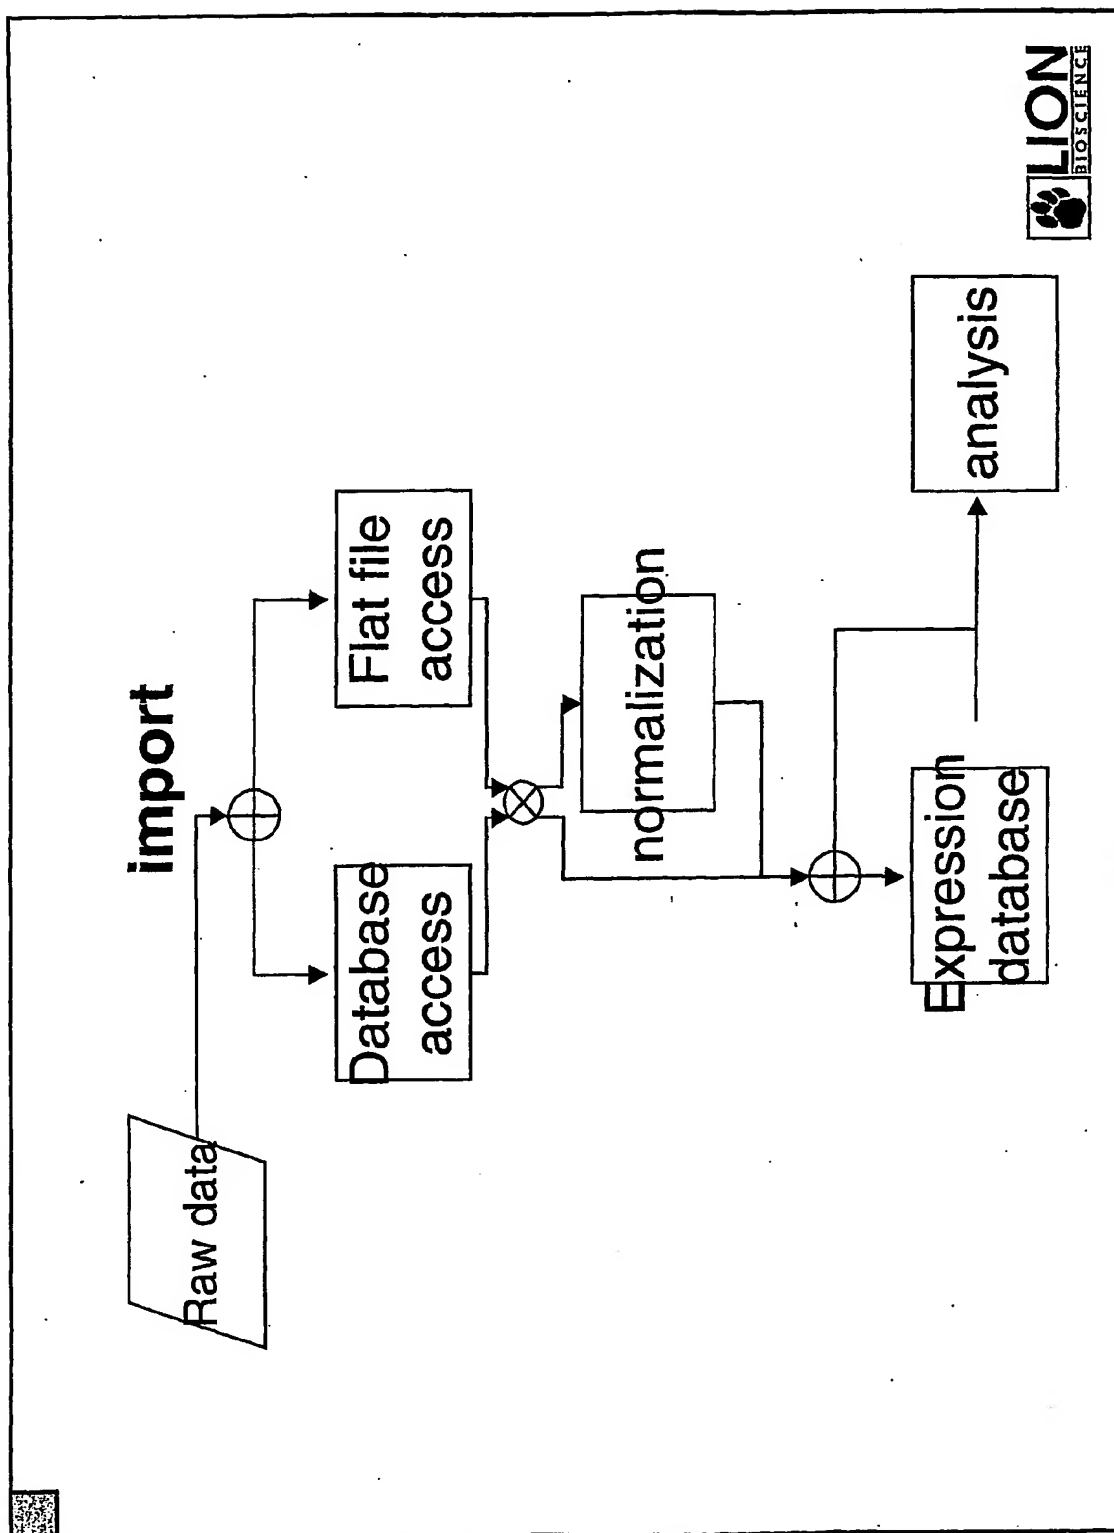 import
Raw data
Database
access
Flat file
access
normalization
Expression
database
analysis
LION
BIOSCIENCE